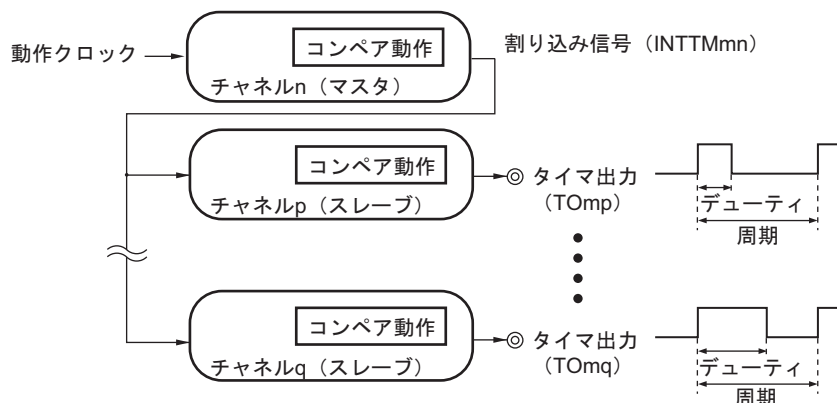 動作クロック
コンペア動作
チャネルn（マスタ）
割り込み信号（INTTMmn）
コンペア動作
チャネルp（スレーブ）
タイマ出力
（TOmp）
デューティ
周期
コンペア動作
チャネルq（スレーブ）
タイマ出力
（TOmq）
デューティ
周期